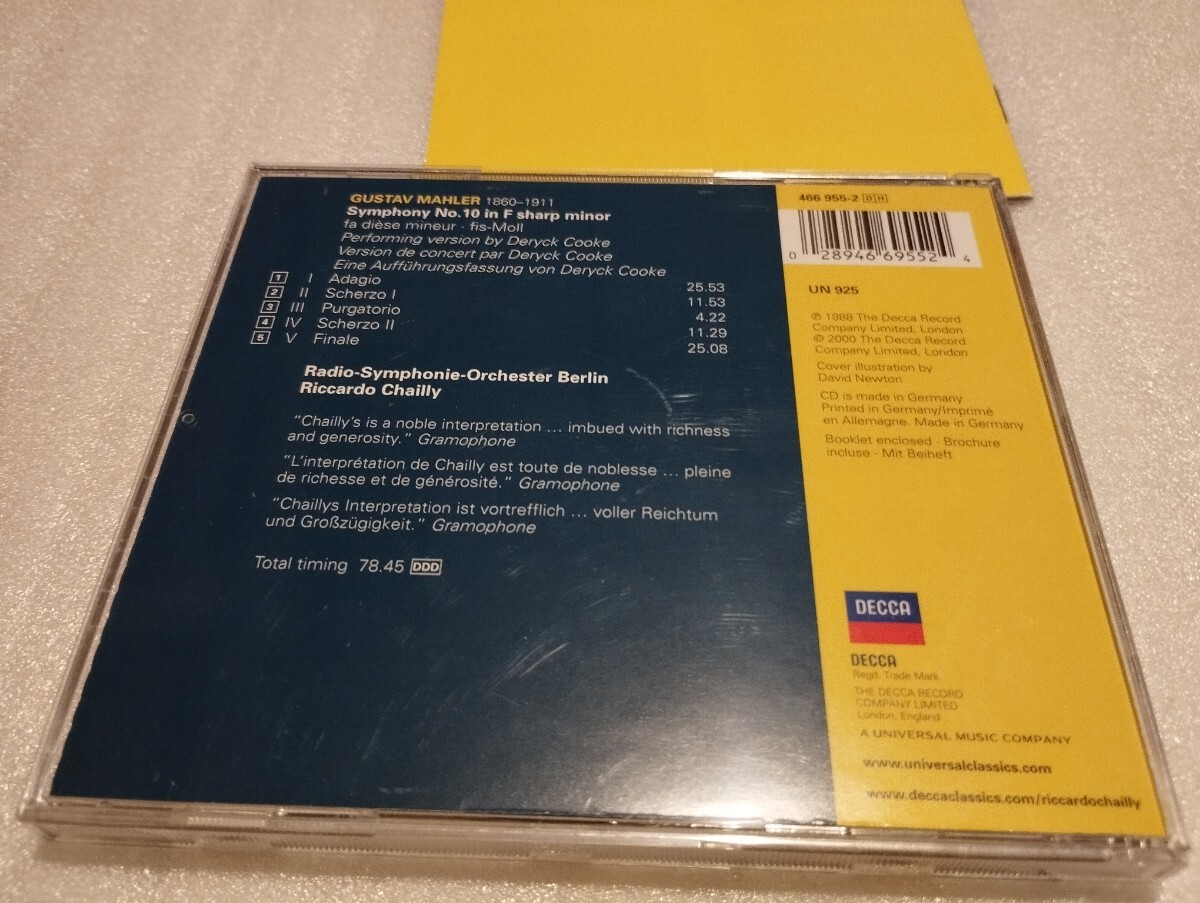 GUSTAV MAHLER 1860–1911
Symphony No.10 in F sharp minor
fa dièse mineur · fis-Moll
Performing version by Deryck Cooke
Version de concert par Deryck Cooke
Eine Aufführungsfassung von Deryck Cooke
1 I Adagio 25.53
2 II Scherzo I 11.53
3 III Purgatorio 4.22
4 IV Scherzo II 11.29
5 V Finale 25.08
Radio-Symphonie-Orchester Berlin
Riccardo Chailly
"Chailly's is a noble interpretation ... imbued with richness
and generosity." Gramophone
"L'interprétation de Chailly est toute de noblesse ... pleine
de richesse et de générosité." Gramophone
"Chaillys Interpretation ist vortrefflich ... voller Reichtum
und Großzügigkeit." Gramophone
Total timing 78.45 DDD
466 955-2 BH
0 28946 69552 4
UN 925
℗ 1988 The Decca Record
Company Limited, London
© 2000 The Decca Record
Company Limited, London
Cover illustration by
David Newton
CD is made in Germany
Printed in Germany/Imprimé
en Allemagne. Made in Germany
Booklet enclosed · Brochure
incluse · Mit Beiheft
DECCA
DECCA
Regd. Trade Mark
THE DECCA RECORD
COMPANY LIMITED
London, England
A UNIVERSAL MUSIC COMPANY
www.universalclassics.com
www.deccaclassics.com/riccardochailly